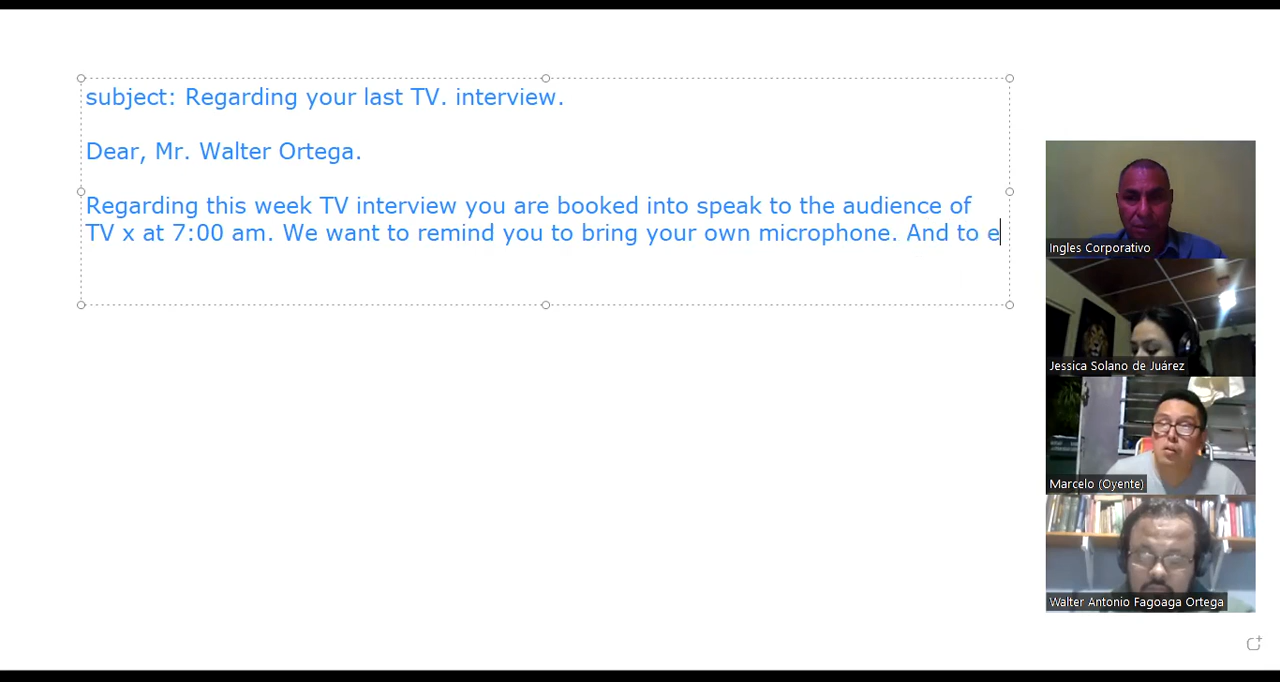 subject: Regarding your last TV. interview.
Dear, Mr. Walter Ortega.
Regarding this week TV interview you are booked into speak to the audience of
TV x at 7:00 am. We want to remind you to bring your own microphone. And to e
Ingles Corporativo
Jessica Solano de Juárez
Marcelo (Oyente)
Walter Antonio Fagoaga Ortega